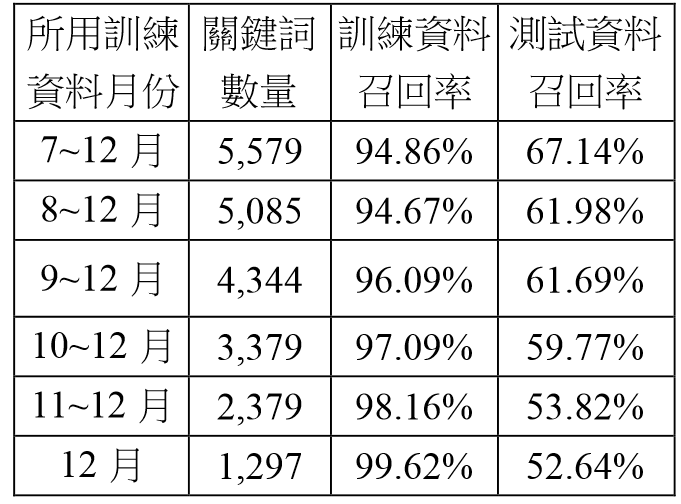 所用訓練 關鍵詞 訓練資料 測試資料
資料月份 數量 召回率 召回率
7~12 月 5,579 94.86% 67.14%
8~12 月 5,085 94.67% 61.98%
9~12 月 4,344 96.09% 61.69%
10~12 月 3,379 97.09% 59.77%
11~12 月 2,379 98.16% 53.82%
12 月 1,297 99.62% 52.64%